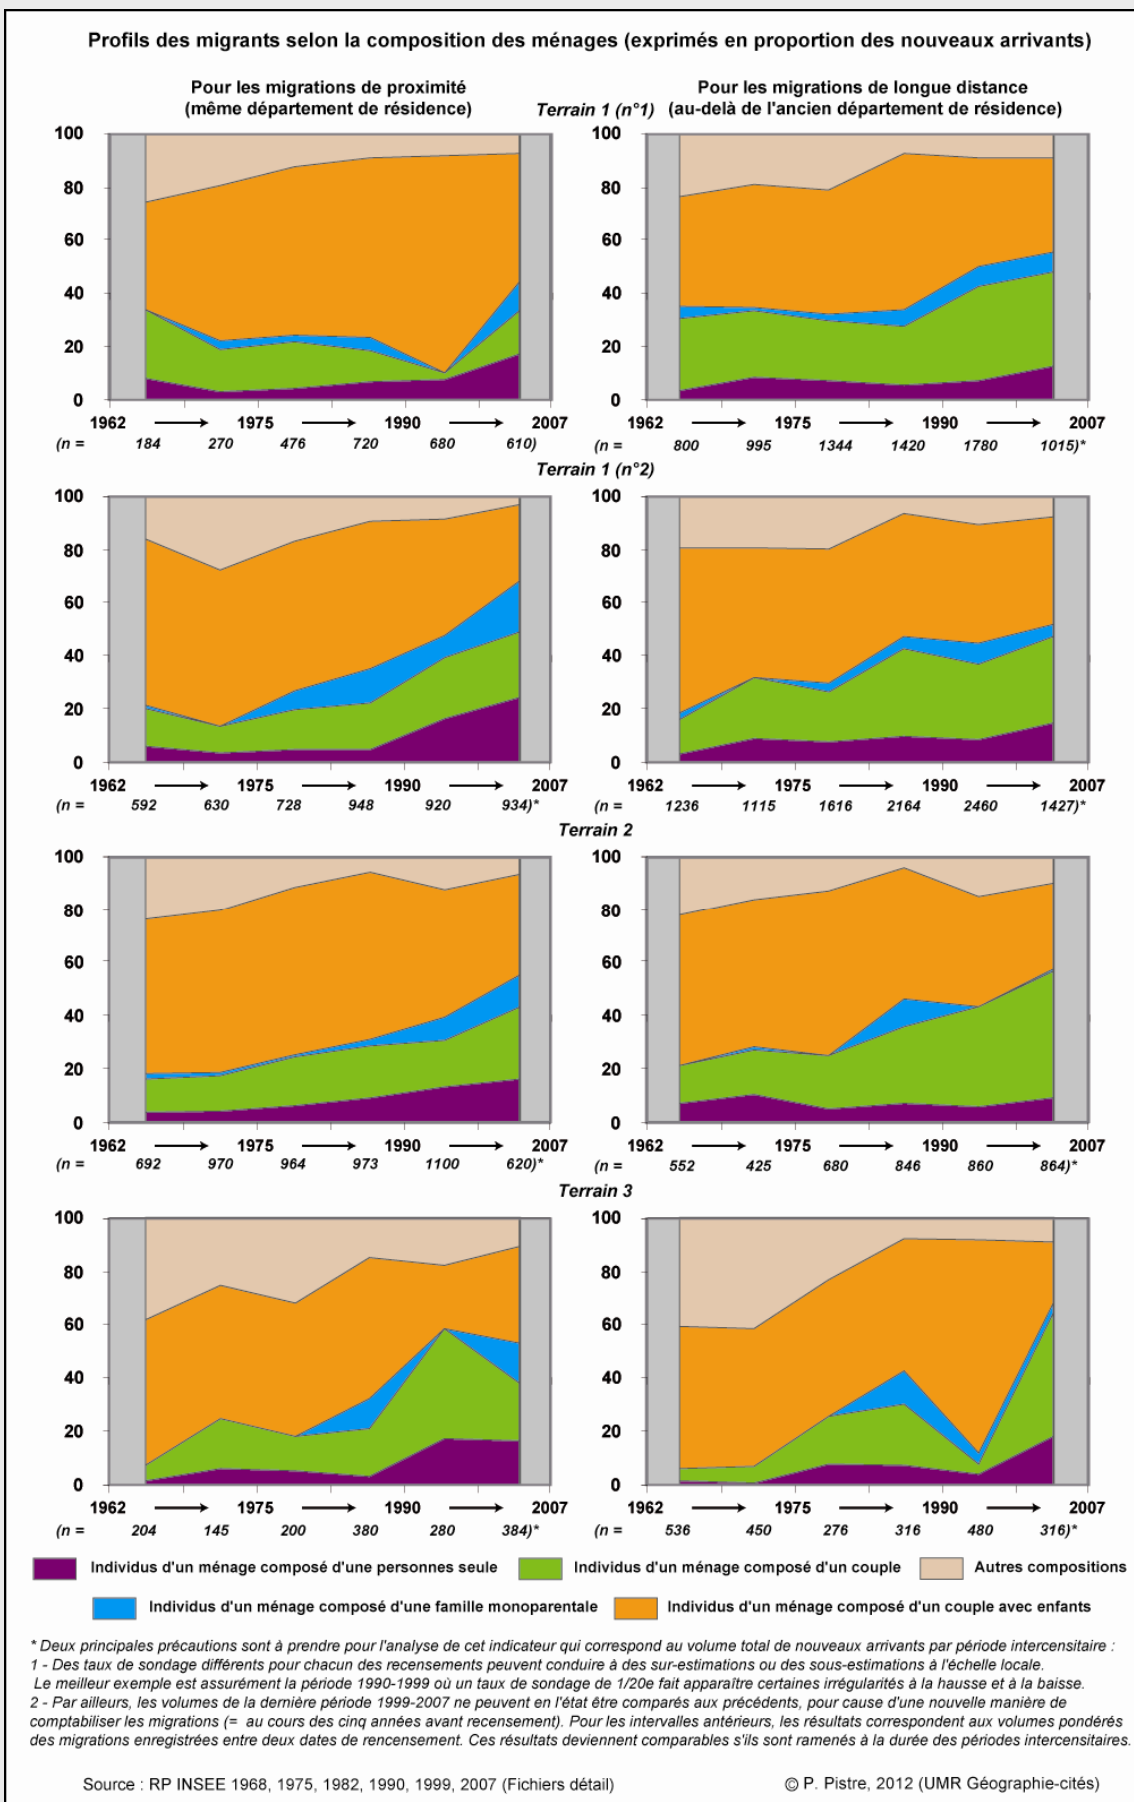 Profils des migrants selon la composition des ménages (exprimés en proportion des nouveaux arrivants)
Pour les migrations de proximité
(même département de résidence)
Pour les migrations de longue distance
(au-delà de l'ancien département de résidence)
Terrain 1 (n°1)
100
80
60
40
20
0
1962 1975 1990 2007
(n = 184 270 476 720 680 610)
100
80
60
40
20
0
1962 1975 1990 2007
(n = 800 995 1344 1420 1780 1015)*
Terrain 1 (n°2)
100
80
60
40
20
0
1962 1975 1990 2007
(n = 592 630 728 948 920 934)*
100
80
60
40
20
0
1962 1975 1990 2007
(n = 1236 1115 1616 2164 2460 1427)*
Terrain 2
100
80
60
40
20
0
1962 1975 1990 2007
(n = 692 970 964 973 1100 620)*
100
80
60
40
20
0
1962 1975 1990 2007
(n = 552 425 680 846 860 864)*
Terrain 3
100
80
60
40
20
0
1962 1975 1990 2007
(n = 204 145 200 380 280 384)*
100
80
60
40
20
0
1962 1975 1990 2007
(n = 536 450 276 316 480 316)*
Individus d'un ménage composé d'une personnes seule
Individus d'un ménage composé d'un couple
Autres compositions
Individus d'un ménage composé d'une famille monoparentale
Individus d'un ménage composé d'un couple avec enfants
* Deux principales précautions sont à prendre pour l'analyse de cet indicateur qui correspond au volume total de nouveaux arrivants par période intercensitaire :
1 - Des taux de sondage différents pour chacun des recensements peuvent conduire à des sur-estimations ou des sous-estimations à l'échelle locale.
Le meilleur exemple est assurément la période 1990-1999 où un taux de sondage de 1/20e fait apparaître certaines irrégularités à la hausse et à la baisse.
2 - Par ailleurs, les volumes de la dernière période 1999-2007 ne peuvent en l'état être comparés aux précédents, pour cause d'une nouvelle manière de
comptabiliser les migrations (= au cours des cinq années avant recensement). Pour les intervalles antérieurs, les résultats correspondent aux volumes pondérés
des migrations enregistrées entre deux dates de rencensement. Ces résultats deviennent comparables s'ils sont ramenés à la durée des périodes intercensitaires.
Source : RP INSEE 1968, 1975, 1982, 1990, 1999, 2007 (Fichiers détail)
© P. Pistre, 2012 (UMR Géographie-cités)